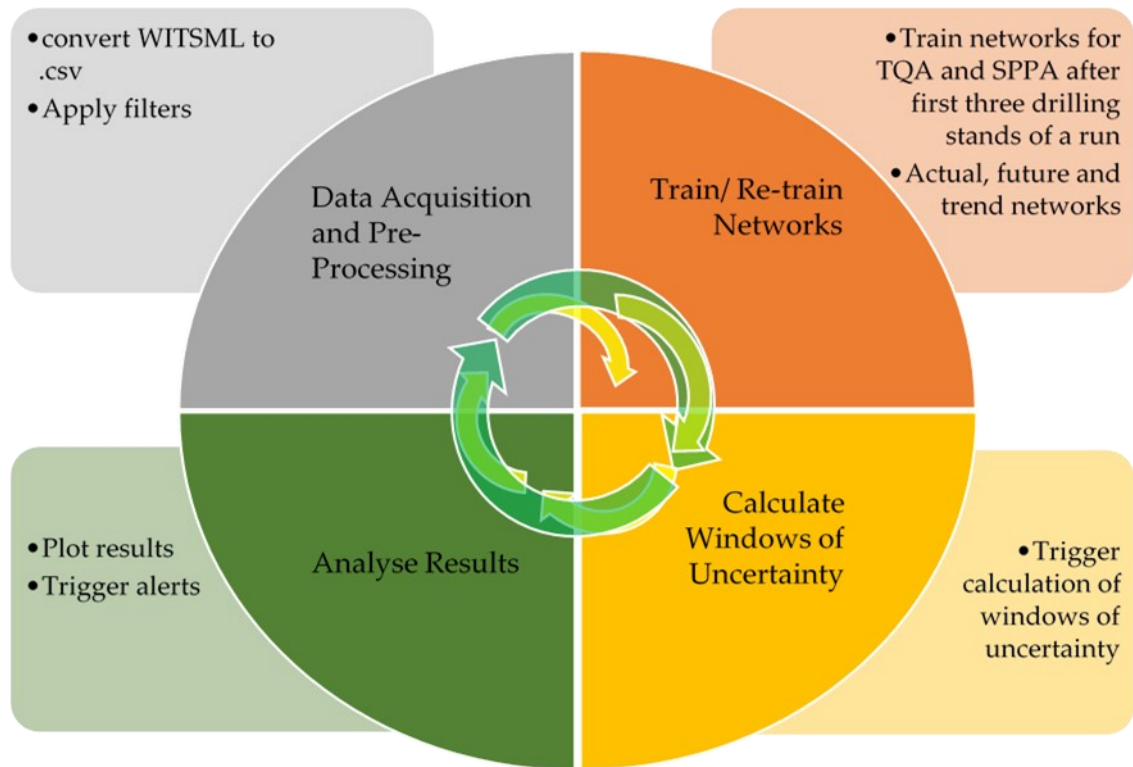 •convert WITSML to
.csv
•Apply filters
•Train networks for
TQA and SPPA after
first three drilling
stands of a run
•Actual, future and
trend networks
Data Acquisition
and Pre-
Processing
Train/ Re-train
Networks
•Plot results
•Trigger alerts
Analyse Results
Calculate
Windows of
Uncertainty
•Trigger
calculation of
windows of
uncertainty